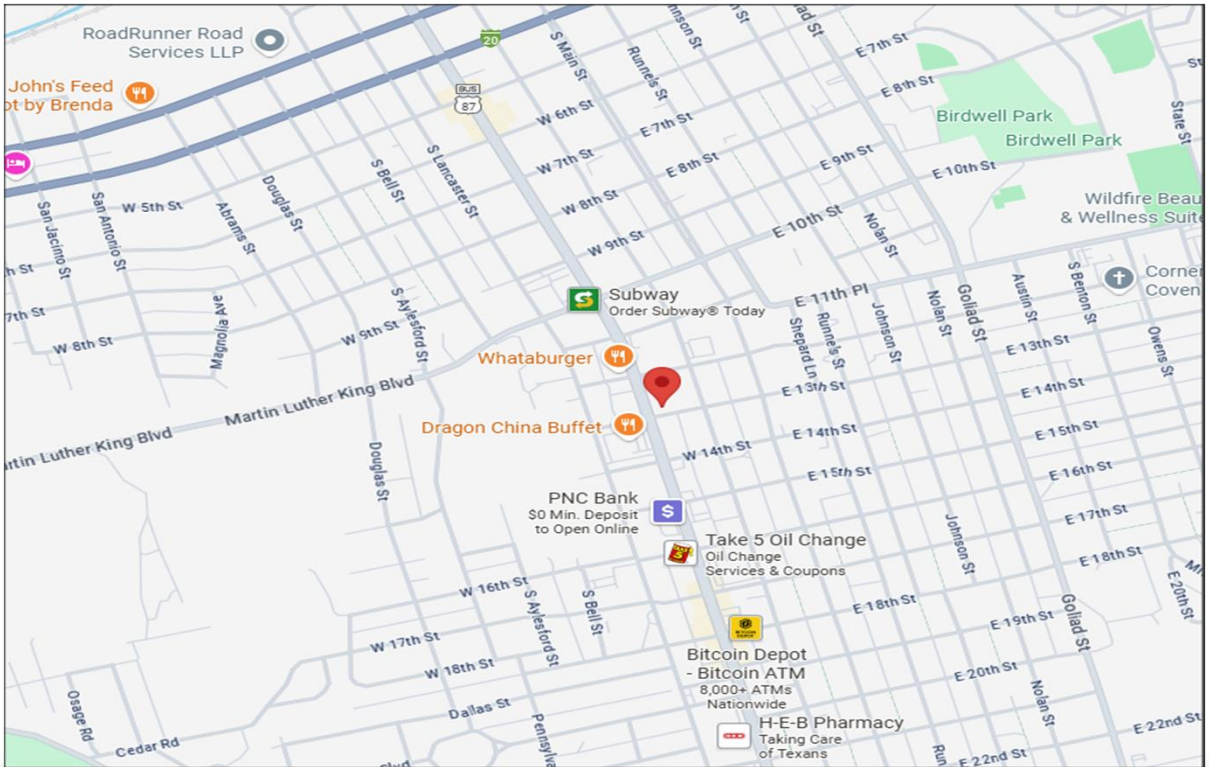 RoadRunner Road
Services LLP
20
John's Feed
ot by Brenda
BUS
87
S Main St
Runnels St
Johnson St
E 7th St
E 8th St
W 6th St
E 7th St
W 7th St
E 8th St
E 9th St
E 10th St
Birdwell Park
Birdwell Park
State St
Wildfire Beau
& Wellness Suite
S Lancaster St
S Bell St
W 8th St
W 9th St
E 10th St
Nolan St
W 5th St
Douglas St
Abrams St
San Antonio St
San Jacinto St
h St
7th St
W 8th St
Magnolia Ave
W 9th St
S Aylesford St
Subway
Order Subway® Today
E 11th Pl
Whataburger
Shepard Ln
Runnels St
Johnson St
Nolan St
Goliad St
Austin St
S Benton St
Corner
Coven
Owens St
E 13th St
E 13th St
E 14th St
Martin Luther King Blvd
rtin Luther King Blvd
Dragon China Buffet
W 14th St
E 14th St
E 15th St
E 15th St
E 16th St
Douglas St
PNC Bank
$0 Min. Deposit
to Open Online
$
Take 5 Oil Change
Oil Change
Services & Coupons
Johnson St
E 17th St
E 18th St
E 20th St
W 16th St
S Aylesford St
S Bell St
E 18th St
E 19th St
Goliad St
W 17th St
W 18th St
BITCOIN
DEPOT
Bitcoin Depot
- Bitcoin ATM
8,000+ ATMs
Nationwide
E 20th St
Nolan St
Dallas St
Osage Rd
Cedar Rd
Pennsylva
H-E-B Pharmacy
Taking Care
of Texans
E 22nd St
E 22nd St
Run